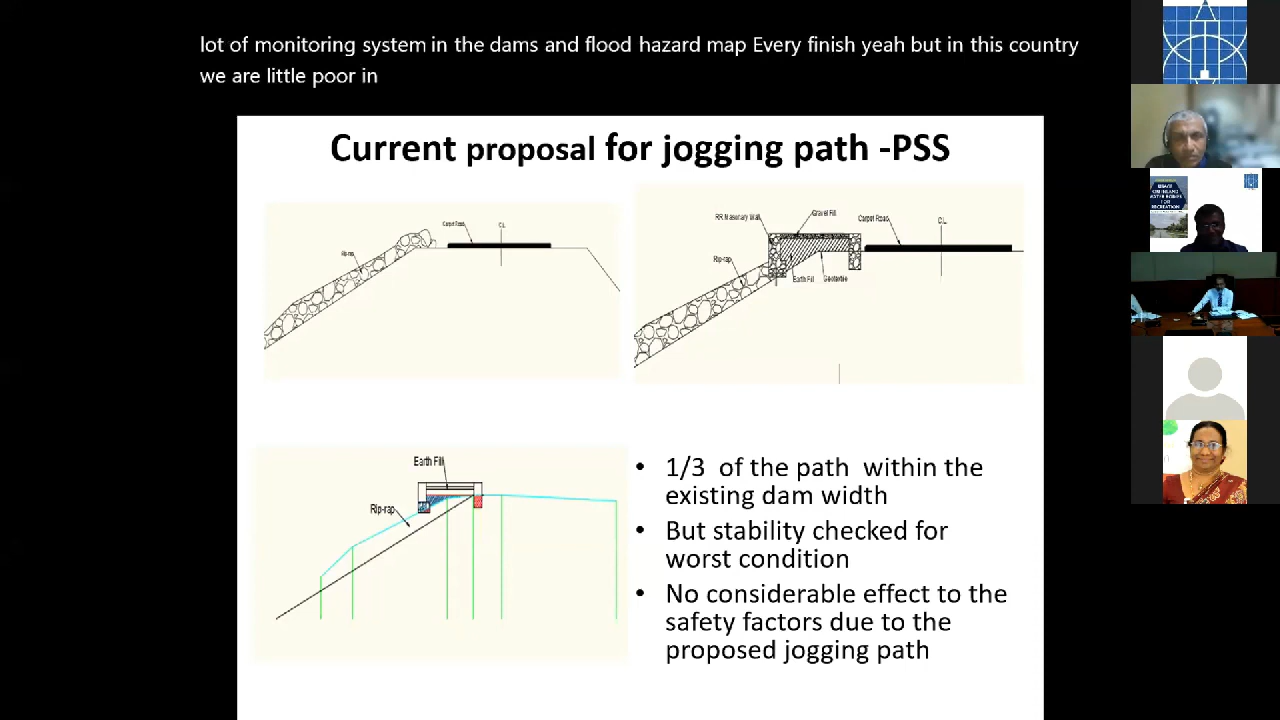 lot of monitoring system in the dams and flood hazard map Every finish yeah but in this country
we are little poor in
Current proposal for jogging path -PSS
Carpet Road
CL
Rip-rap
RR Masonary Wall
Gravel Fill
Carpet Road
CL
Rip-rap
Earth Fill
Geotextile
Earth Fill
Rip-rap
• 1/3 of the path within the
existing dam width
• But stability checked for
worst condition
• No considerable effect to the
safety factors due to the
proposed jogging path